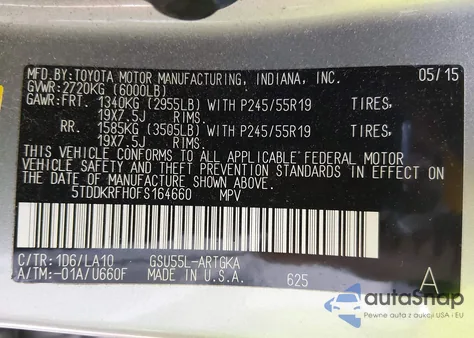 MFD.BY:TOYOTA MOTOR MANUFACTURING, INDIANA, INC. 05/15
GVWR:2720KG (6000LB)
GAWR:FRT. 1340KG (2955LB) WITH P245/55R19 TIRES,
19X7.5J RIMS.
RR. 1585KG (3505LB) WITH P245/55R19 TIRES,
19X7.5J RIMS.
THIS VEHICLE CONFORMS TO ALL APPLICABLE FEDERAL MOTOR
VEHICLE SAFETY AND THEFT PREVENTION STANDARDS IN EFFECT
ON THE DATE OF MANUFACTURE SHOWN ABOVE.
5TDDKRFH0FS164660 MPV
C/TR:1D6/LA10 GSU55L-ARTGKA
A/TM:-01A/U660F MADE IN U.S.A. 625 A
autoSnap
Aukcje i Import pojazdów z USA i EU